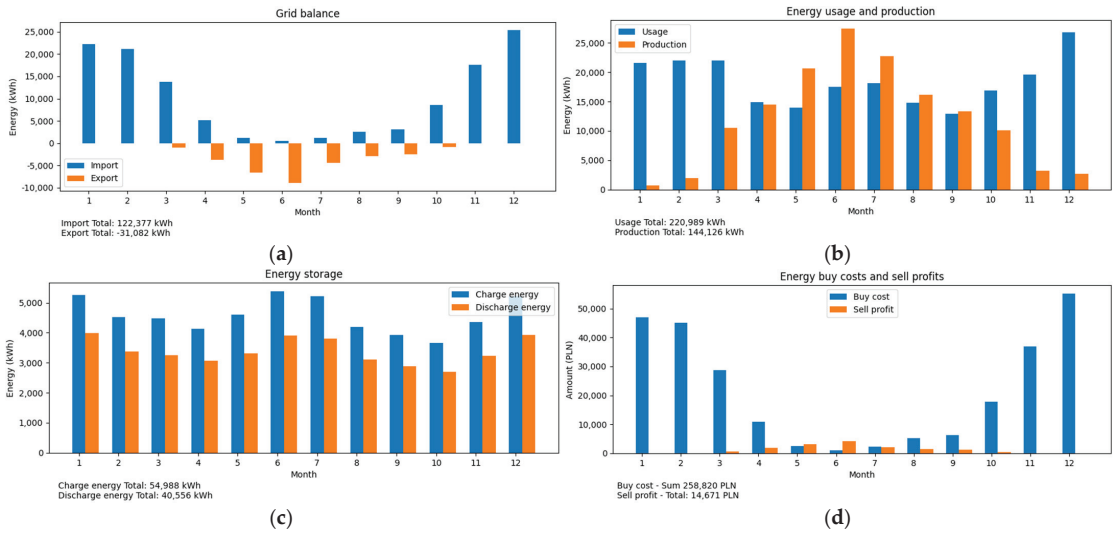 Grid balance
Energy (kWh)
25,000
20,000
15,000
10,000
5,000
0
-5,000
-10,000
Import
Export
1 2 3 4 5 6 7 8 9 10 11 12
Month
Import Total: 122,377 kWh
Export Total: -31,082 kWh
(a)
Energy usage and production
Energy (kWh)
25,000
20,000
15,000
10,000
5,000
0
Usage
Production
1 2 3 4 5 6 7 8 9 10 11 12
Month
Usage Total: 220,989 kWh
Production Total: 144,126 kWh
(b)
Energy storage
Energy (kWh)
5,000
4,000
3,000
2,000
1,000
0
Charge energy
Discharge energy
1 2 3 4 5 6 7 8 9 10 11 12
Month
Charge energy Total: 54,988 kWh
Discharge energy Total: 40,556 kWh
(c)
Energy buy costs and sell profits
Amount (PLN)
50,000
40,000
30,000
20,000
10,000
0
Buy cost
Sell profit
1 2 3 4 5 6 7 8 9 10 11 12
Month
Buy cost - Sum 258,820 PLN
Sell profit - Total: 14,671 PLN
(d)